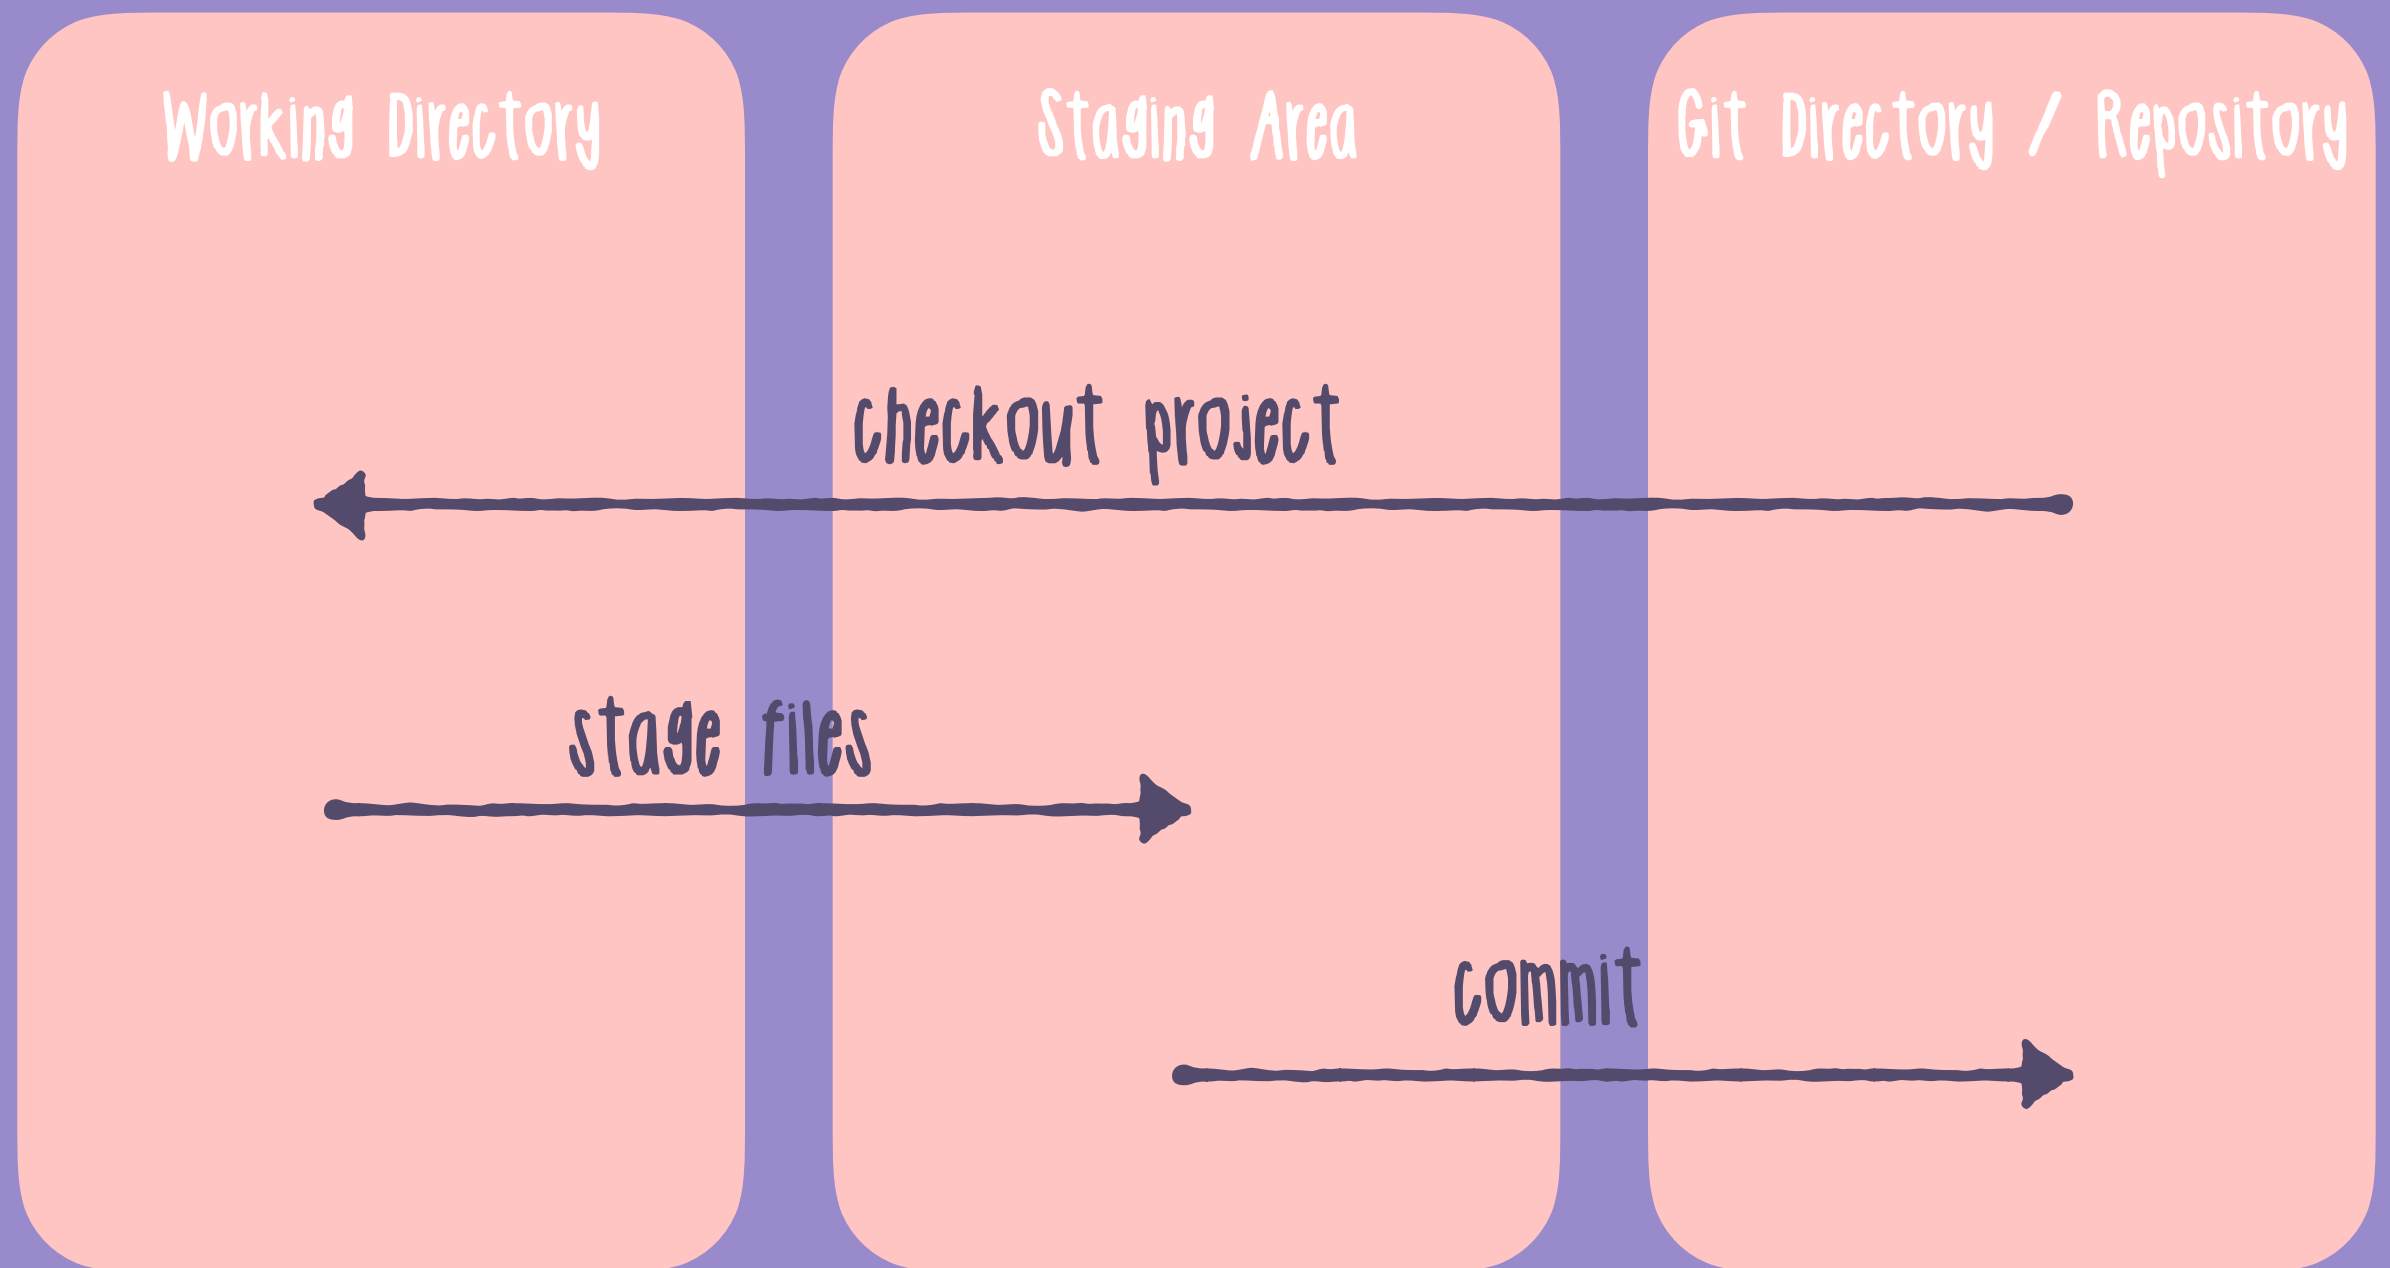 Working Directory
Staging Area
Git Directory / Repository
checkout project
stage files
commit